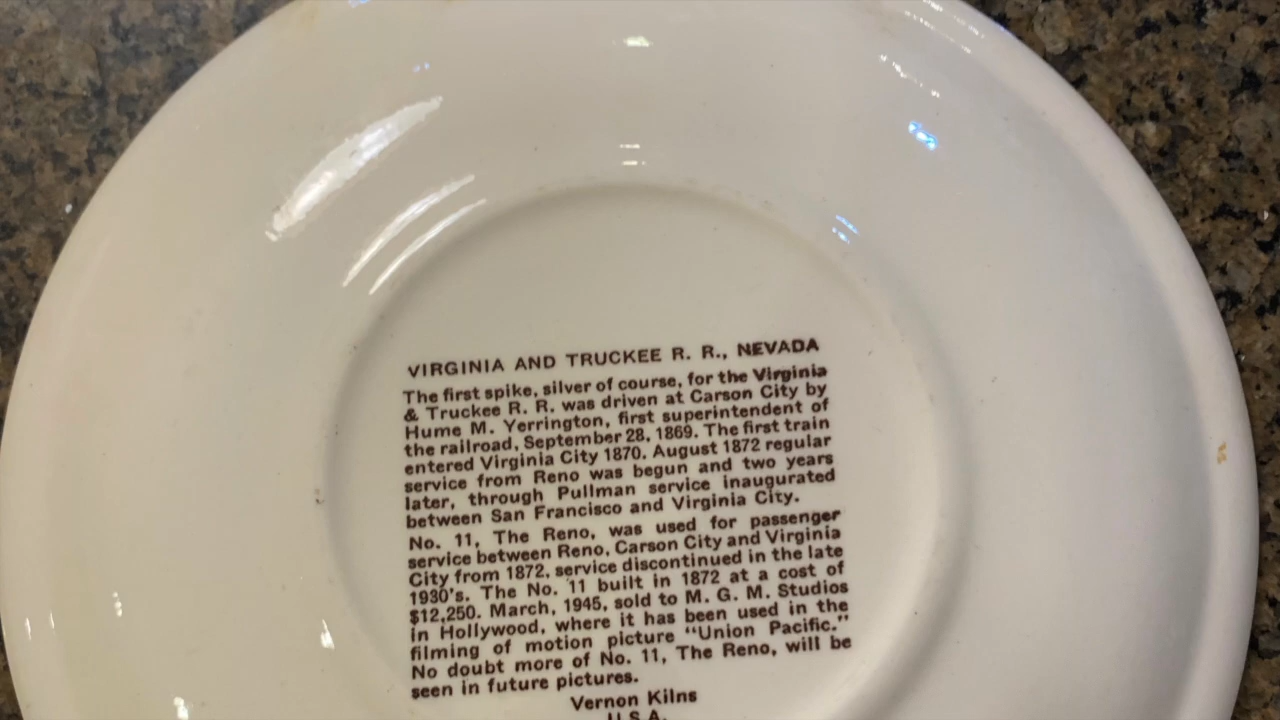 VIRGINIA AND TRUCKEE R. R., NEVADA
The first spike, silver of course, for the Virginia
& Truckee R. R. was driven at Carson City by
Hume M. Yerrington, first superintendent of
the railroad, September 28, 1869. The first train
entered Virginia City 1870. August 1872 regular
service from Reno was begun and two years
later, through Pullman service inaugurated
between San Francisco and Virginia City.
No. 11, The Reno, was used for passenger
service between Reno, Carson City and Virginia
City from 1872, service discontinued in the late
1930's. The No. 11 built in 1872 at a cost of
$12,250. March, 1945, sold to M. G. M. Studios
in Hollywood, where it has been used in the
filming of motion picture "Union Pacific."
No doubt more of No. 11, The Reno, will be
seen in future pictures.
Vernon Kilns
U.S.A.